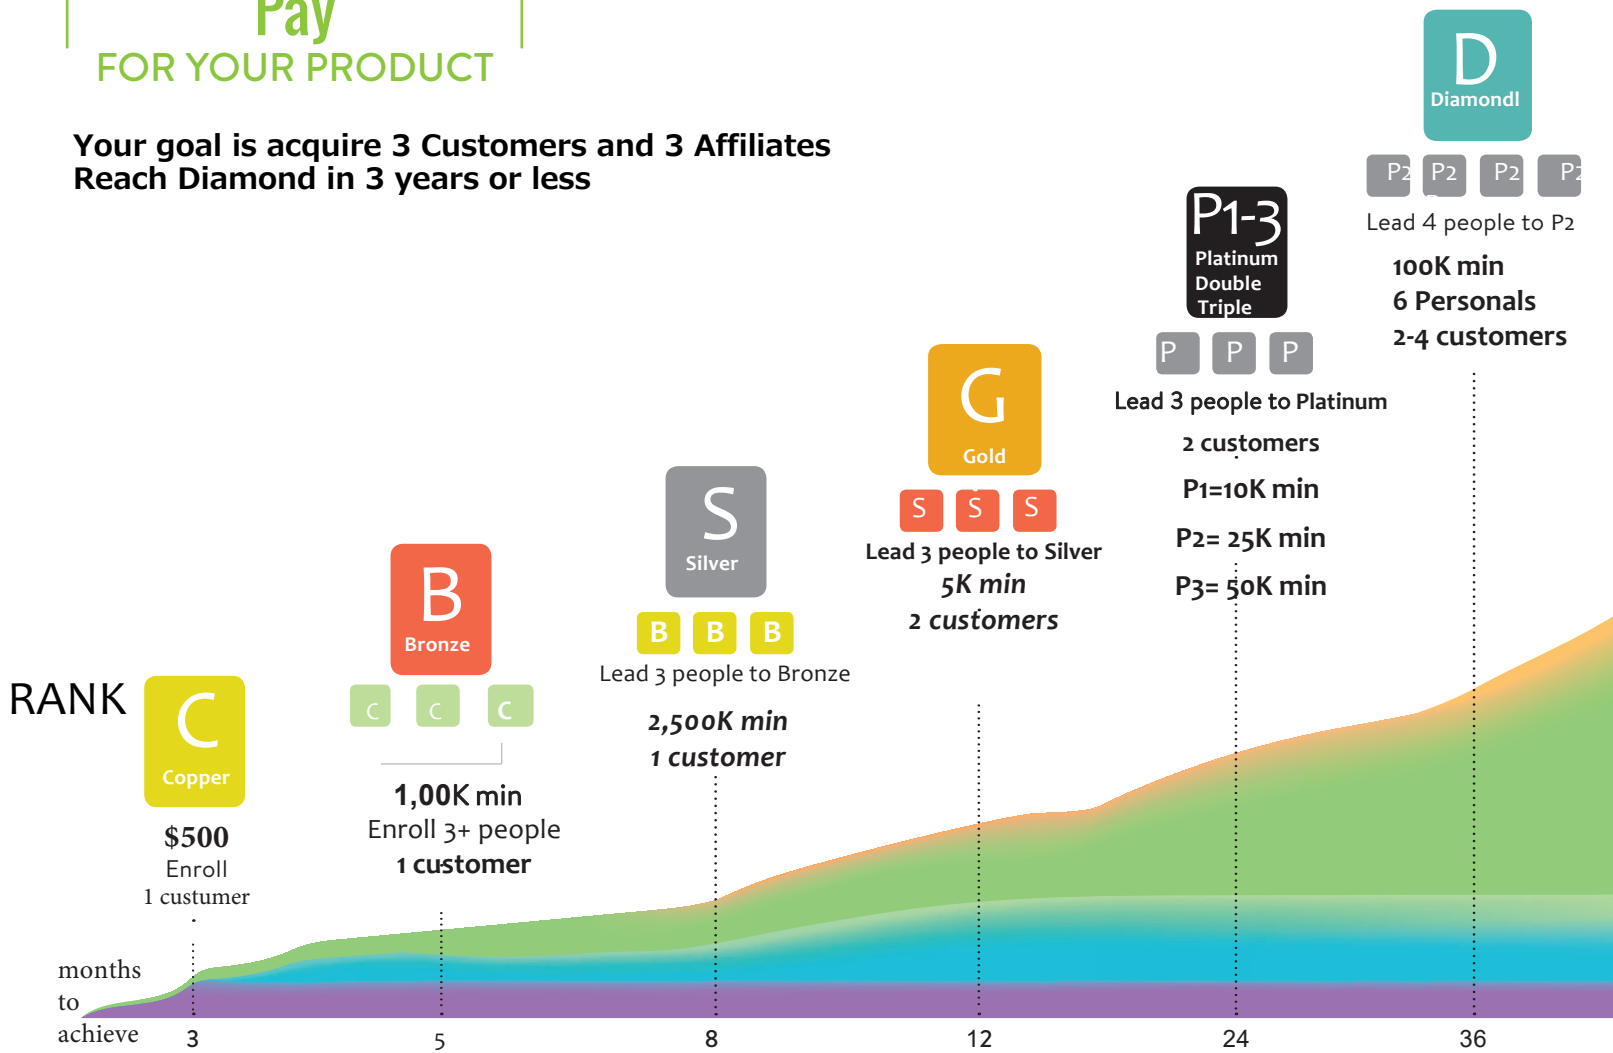 Pay
FOR YOUR PRODUCT
Your goal is acquire 3 Customers and 3 Affiliates
Reach Diamond in 3 years or less
RANK
C
Copper
$500
Enroll
1 custumer
B
Bronze
C C C
1,00K min
Enroll 3+ people
1 customer
S
Silver
B B B
Lead 3 people to Bronze
2,500K min
1 customer
G
Gold
S S S
Lead 3 people to Silver
5K min
2 customers
P1-3
Platinum
Double
Triple
P P P
Lead 3 people to Platinum
2 customers
P1=10K min
P2= 25K min
P3= 50K min
D
Diamondl
P2 P2 P2 P2
Lead 4 people to P2
100K min
6 Personals
2-4 customers
months
to
achieve
3 5 8 12 24 36